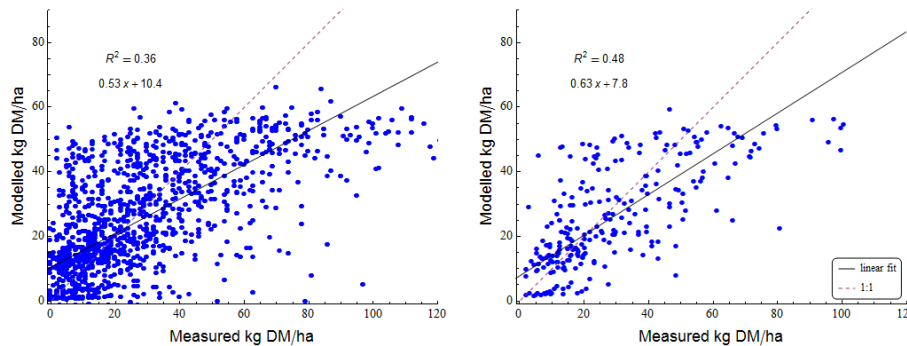 R² = 0.36
0.53 x + 10.4
Modelled kg DM/ha
80
60
40
20
0
0 20 40 60 80 100 120
Measured kg DM/ha
R² = 0.48
0.63 x + 7.8
Modelled kg DM/ha
80
60
40
20
0
linear fit
1:1
0 20 40 60 80 100 120
Measured kg DM/ha